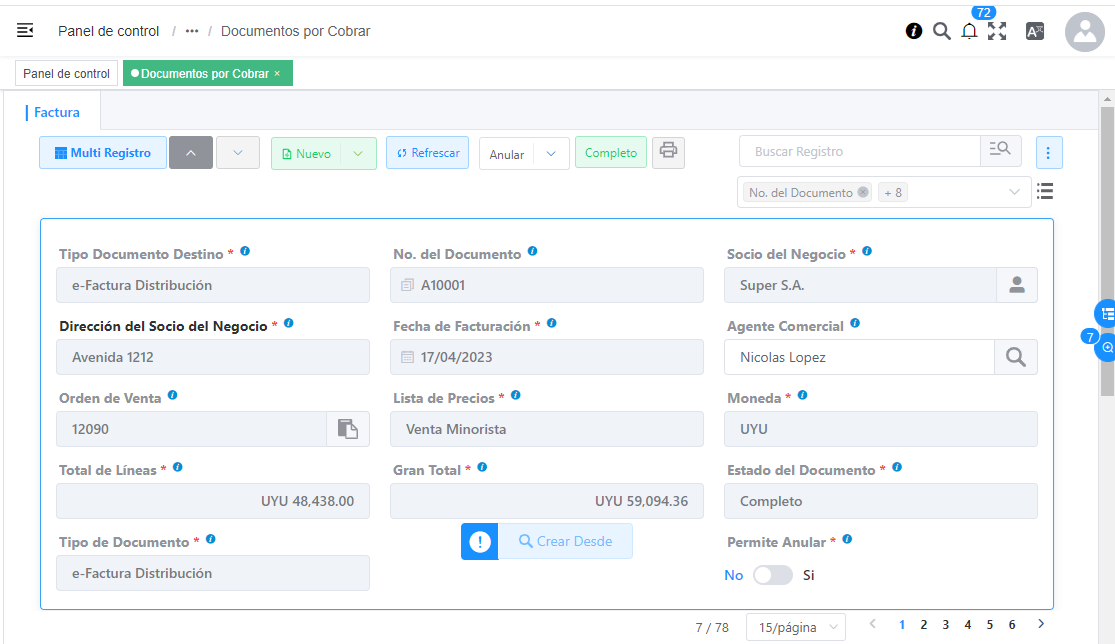 72
Panel de control / ••• / Documentos por Cobrar
Panel de control
Documentos por Cobrar ×
Factura
Multi Registro
Nuevo
Refrescar
Anular
Completo
Buscar Registro
No. del Documento
+ 8
Tipo Documento Destino *
No. del Documento
Socio del Negocio *
e-Factura Distribución
A10001
Super S.A.
Dirección del Socio del Negocio *
Fecha de Facturación *
Agente Comercial
Avenida 1212
17/04/2023
Nicolas Lopez
7
Orden de Venta
Lista de Precios *
Moneda *
12090
Venta Minorista
UYU
Total de Líneas *
Gran Total *
Estado del Documento *
UYU 48,438.00
UYU 59,094.36
Completo
Tipo de Documento *
! Crear Desde
Permite Anular *
e-Factura Distribución
No Si
7 / 78
15/página
1 2 3 4 5 6